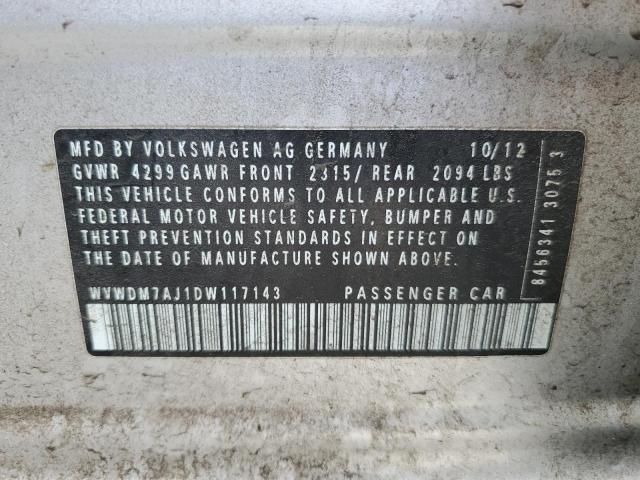 MFD BY VOLKSWAGEN AG GERMANY 10/12
GVWR 4299 GAWR FRONT 2315/ REAR 2094 LBS
THIS VEHICLE CONFORMS TO ALL APPLICABLE U.S.
FEDERAL MOTOR VEHICLE SAFETY, BUMPER AND
THEFT PREVENTION STANDARDS IN EFFECT ON
THE DATE OF MANUFACTURE SHOWN ABOVE.
WVWDM7AJ1DW117143 PASSENGER CAR
8456341 3075 3